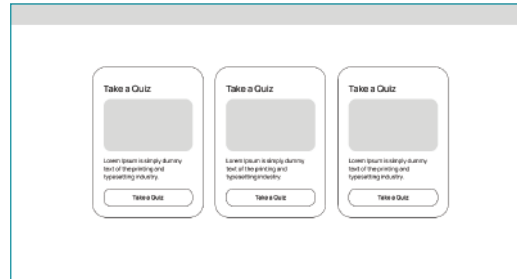 Take a Quiz
Lorem Ipsum is simply dummy
text of the printing and
typesetting industry.
Take a Quiz
Take a Quiz
Lorem Ipsum is simply dummy
text of the printing and
typesetting industry.
Take a Quiz
Take a Quiz
Lorem Ipsum is simply dummy
text of the printing and
typesetting industry.
Take a Quiz